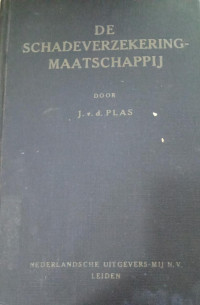 DE
SCHADEVERZEKERING-
MAATSCHAPPIJ
DOOR
J. v. d. PLAS
NEDERLANDSCHE UITGEVERS-MIJ N.V.
LEIDEN